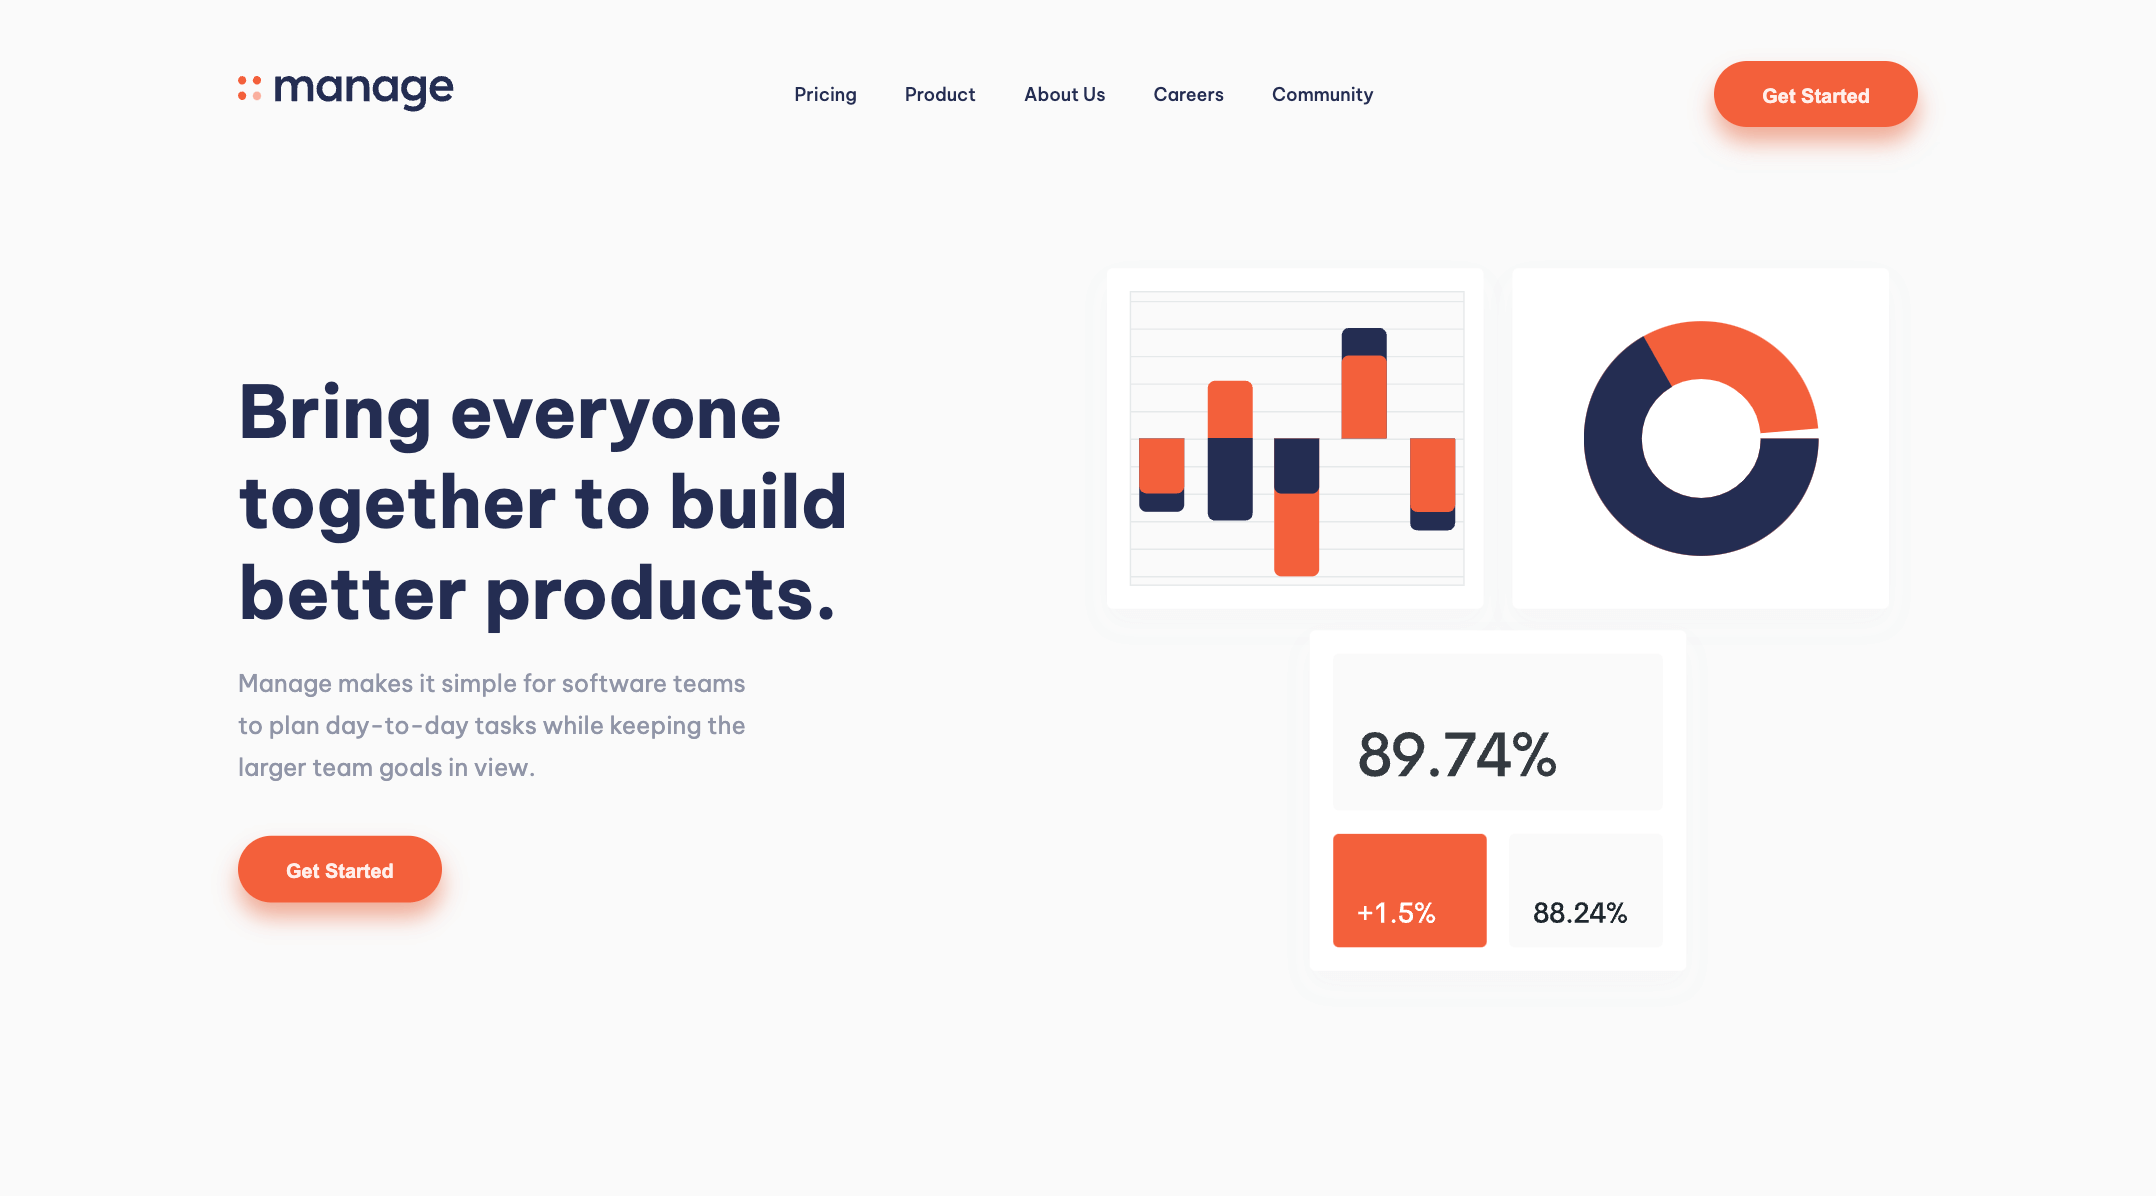 manage
Pricing
Product
About Us
Careers
Community
Get Started
Bring everyone
together to build
better products.
Manage makes it simple for software teams
to plan day-to-day tasks while keeping the
larger team goals in view.
Get Started
89.74%
+1.5%
88.24%